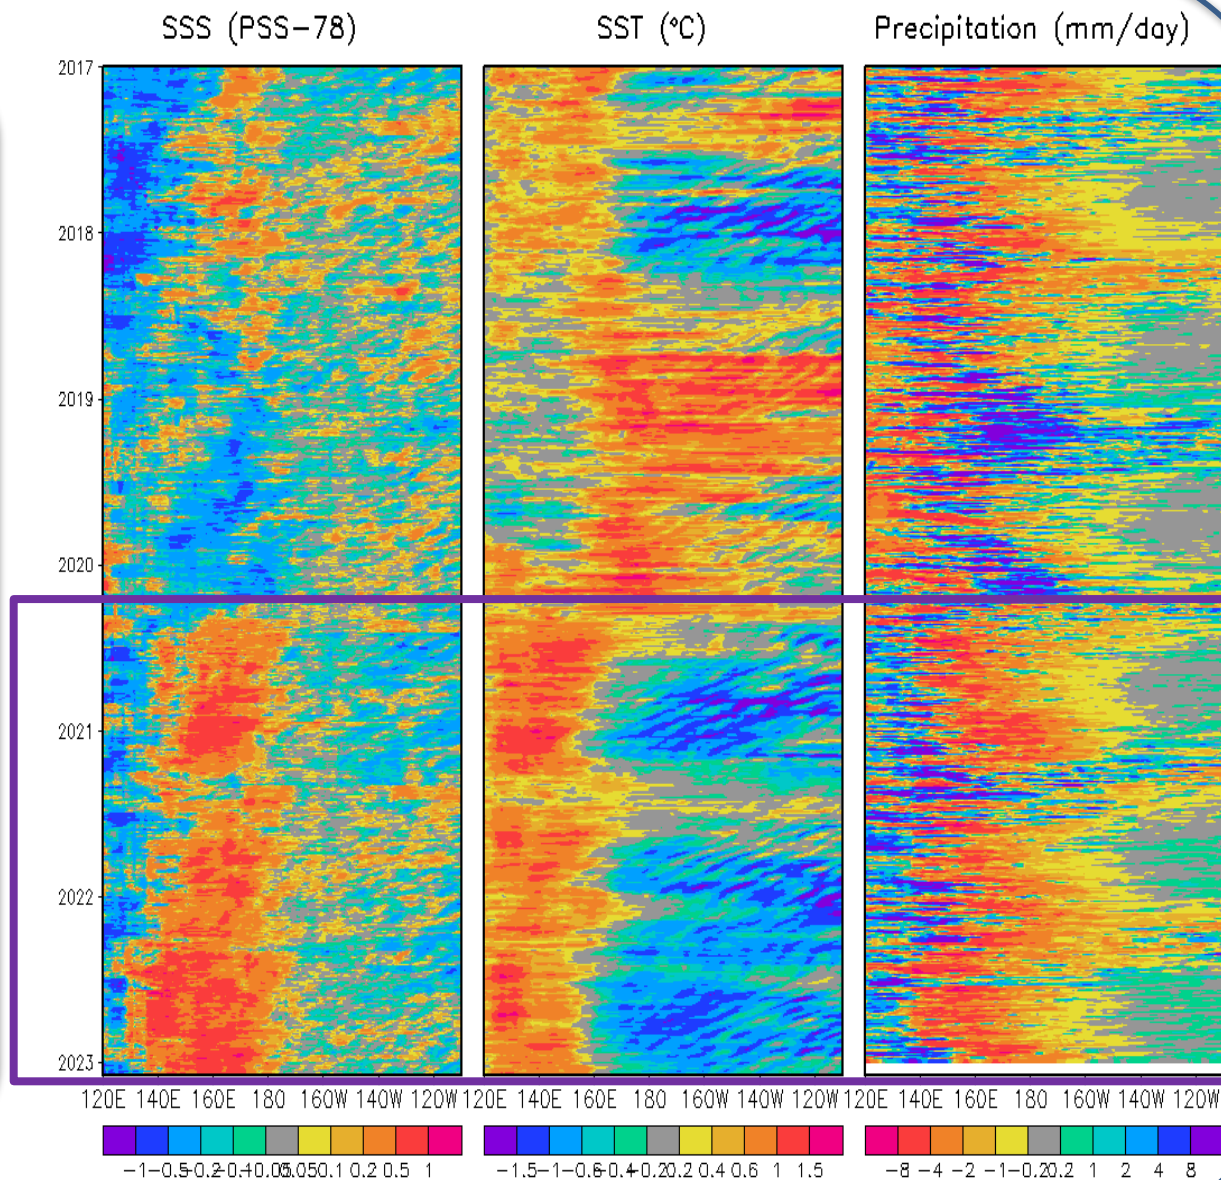 SSS (PSS-78) SST (°C) Precipitation (mm/day)
2017
2018
2019
2020
2021
2022
2023
120E 140E 160E 180 160W 140W 120W 120E 140E 160E 180 160W 140W 120W 120E 140E 160E 180 160W 140W 120W
-1 -0.5 -0.2 -0.1 -0.05 0.05 0.1 0.2 0.5 1 -1.5 -1 -0.6 -0.4 -0.2 0.2 0.4 0.6 1 1.5 -8 -4 -2 -1 -0.2 0.2 1 2 4 8